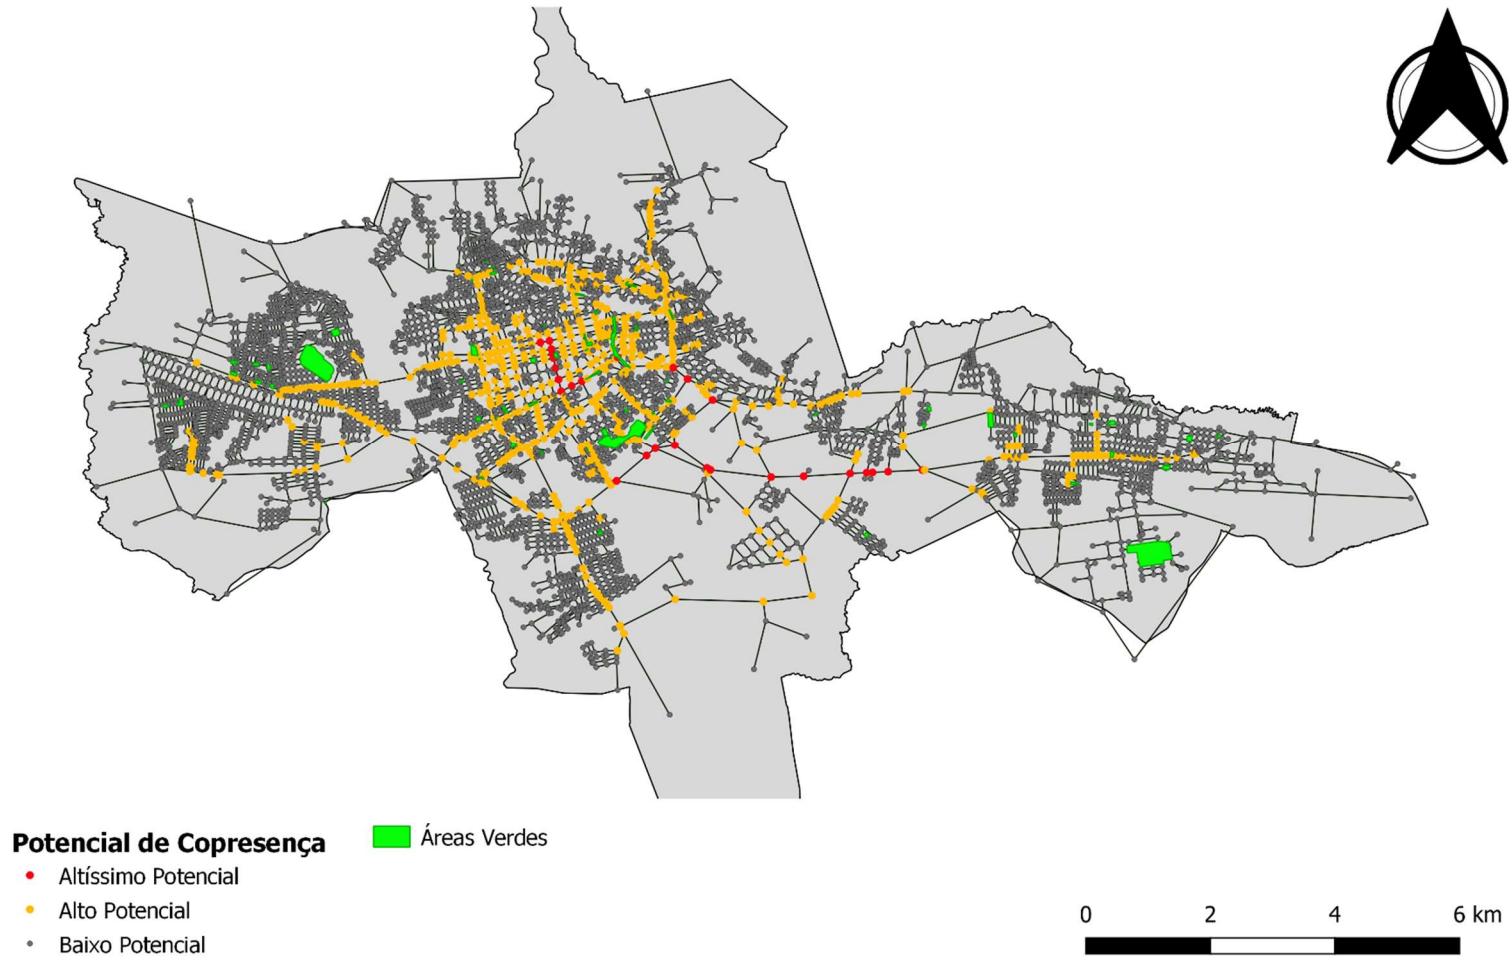 Potencial de Copresença
Altíssimo Potencial
Alto Potencial
Baixo Potencial
Áreas Verdes
0 2 4 6 km